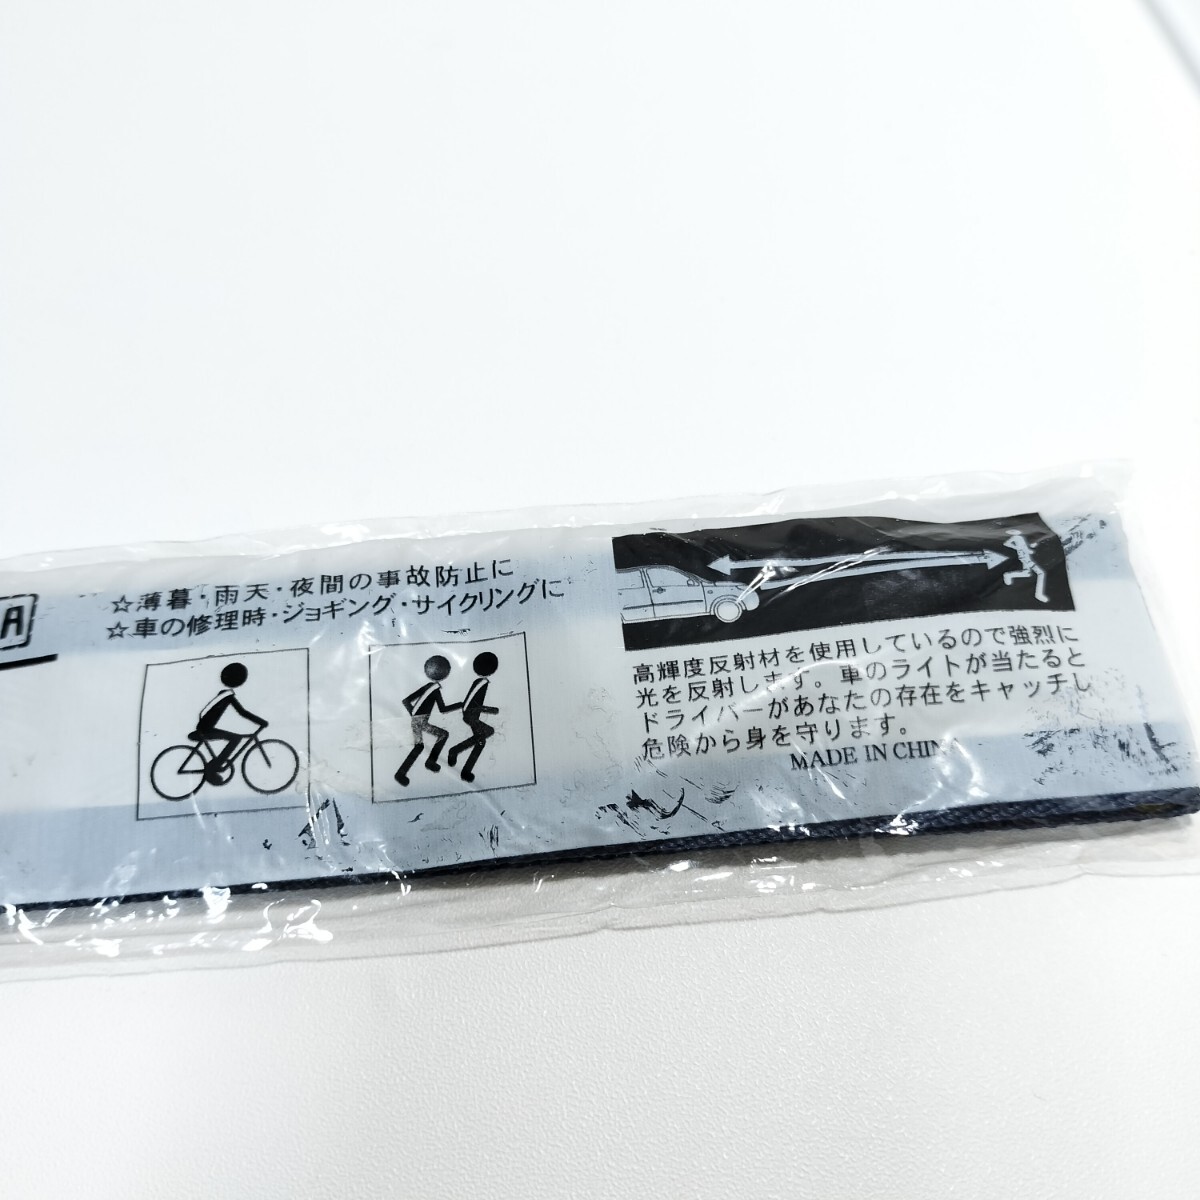 A
☆薄暮・雨天・夜間の事故防止に
☆車の修理時・ジョギング・サイクリングに
高輝度反射材を使用しているので強烈に
光を反射します。車のライトが当たると
ドライバーがあなたの存在をキャッチし
危険から身を守ります。
MADE IN CHINA